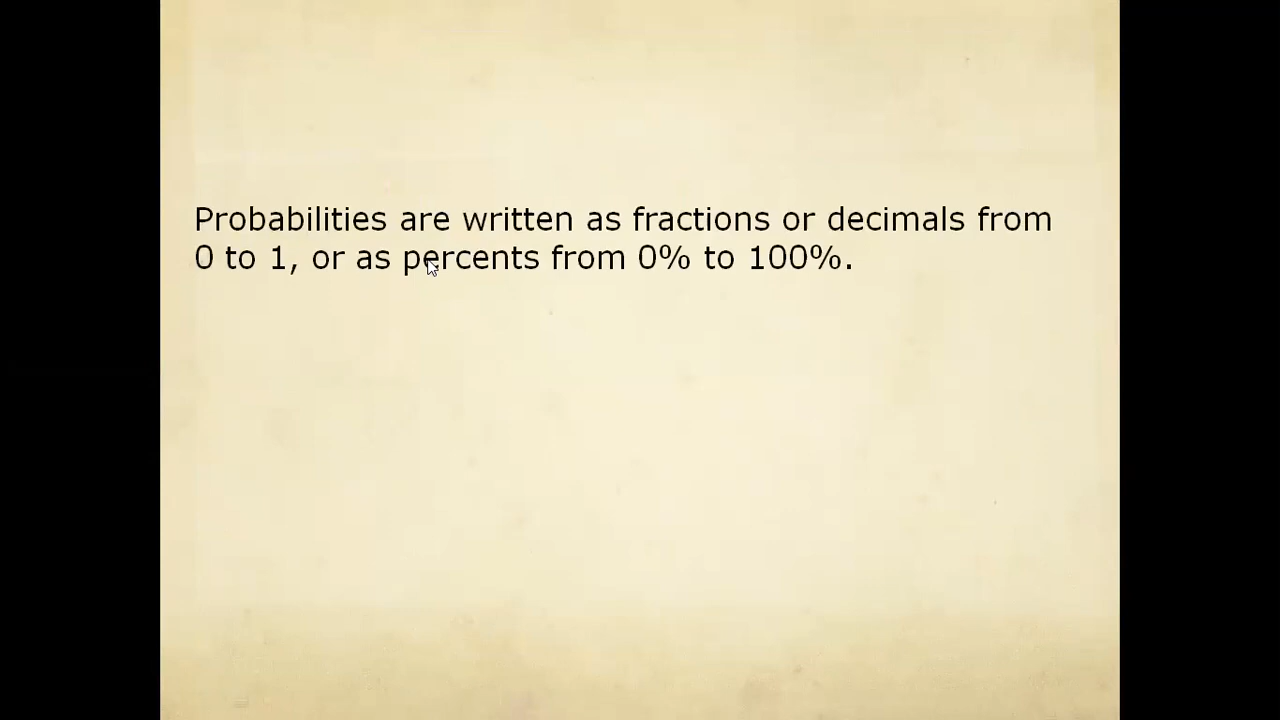 Probabilities are written as fractions or decimals from
0 to 1, or as percents from 0% to 100%.